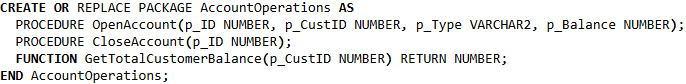 CREATE OR REPLACE PACKAGE AccountOperations AS
  PROCEDURE OpenAccount(p_ID NUMBER, p_CustID NUMBER, p_Type VARCHAR2, p_Balance NUMBER);
  PROCEDURE CloseAccount(p_ID NUMBER);
  FUNCTION GetTotalCustomerBalance(p_CustID NUMBER) RETURN NUMBER;
END AccountOperations;